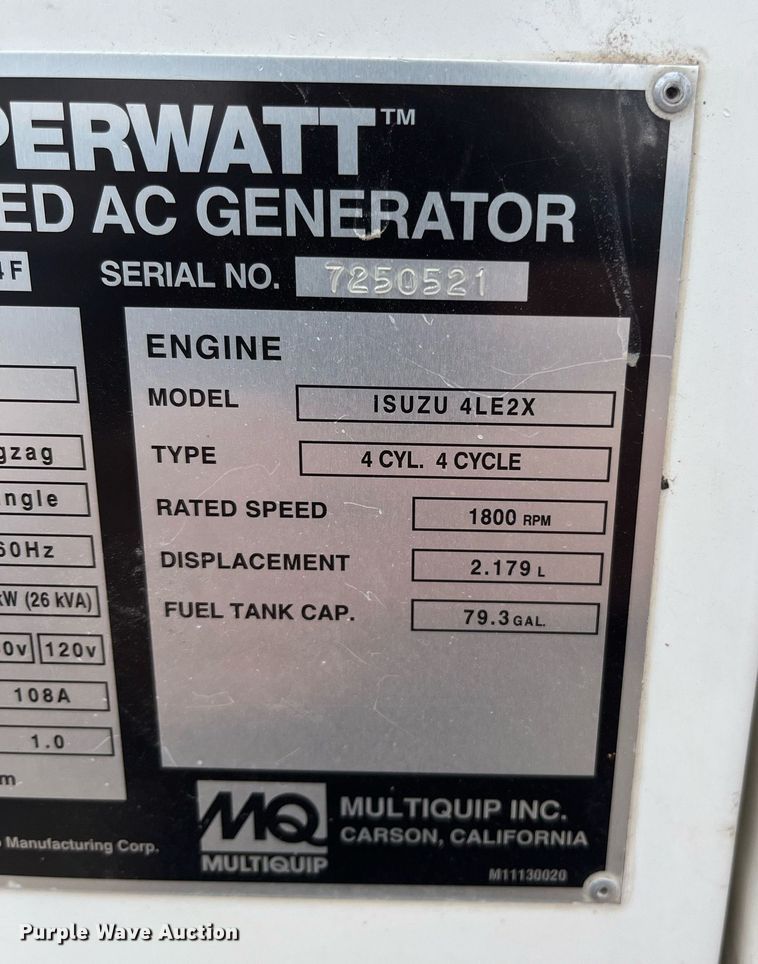 PERWATT™
ED AC GENERATOR
4F SERIAL NO. 7250521
ENGINE
MODEL ISUZU 4LE2X
TYPE 4 CYL. 4 CYCLE
RATED SPEED 1800 RPM
DISPLACEMENT 2.179 L
FUEL TANK CAP. 79.3 GAL.
gzag
ngle
60Hz
kW (26 kVA)
0v 120v
108A
1.0
m
Manufacturing Corp.
MQ
MULTIQUIP
MULTIQUIP INC.
CARSON, CALIFORNIA
M11130020
Purple Wave Auction